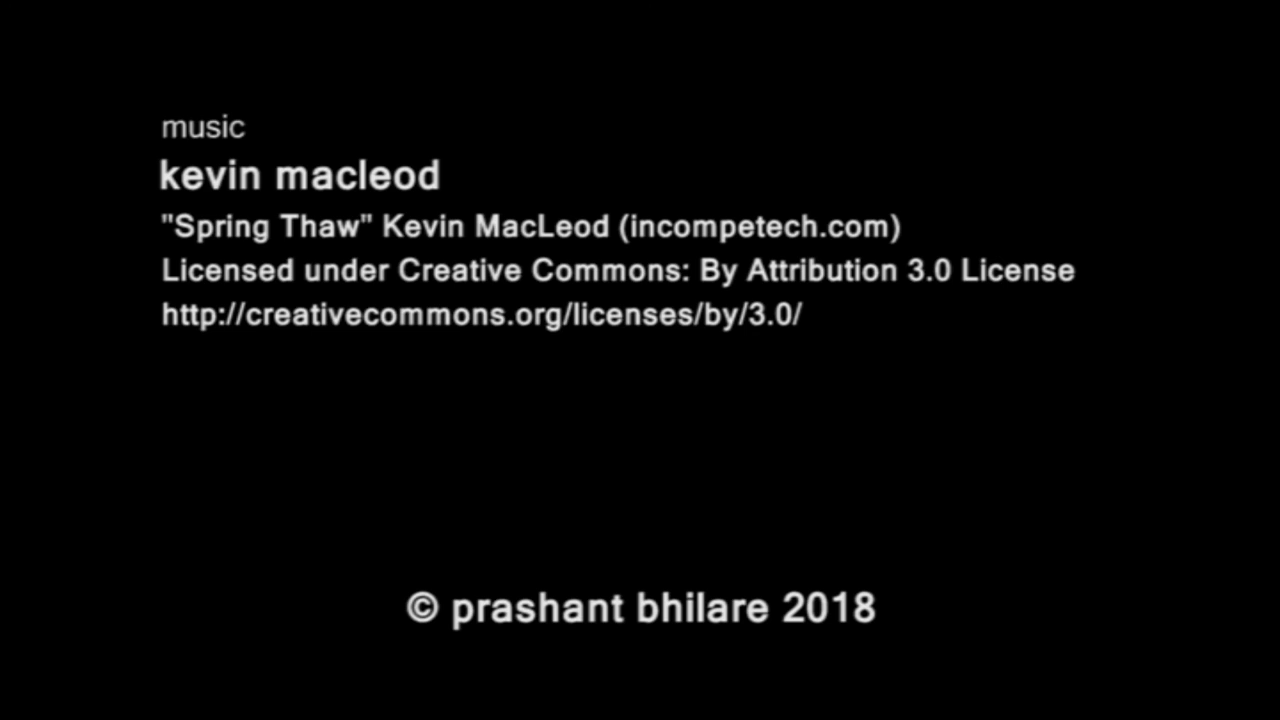 music
kevin macleod
"Spring Thaw" Kevin MacLeod (incompetech.com)
Licensed under Creative Commons: By Attribution 3.0 License
http://creativecommons.org/licenses/by/3.0/
© prashant bhilare 2018